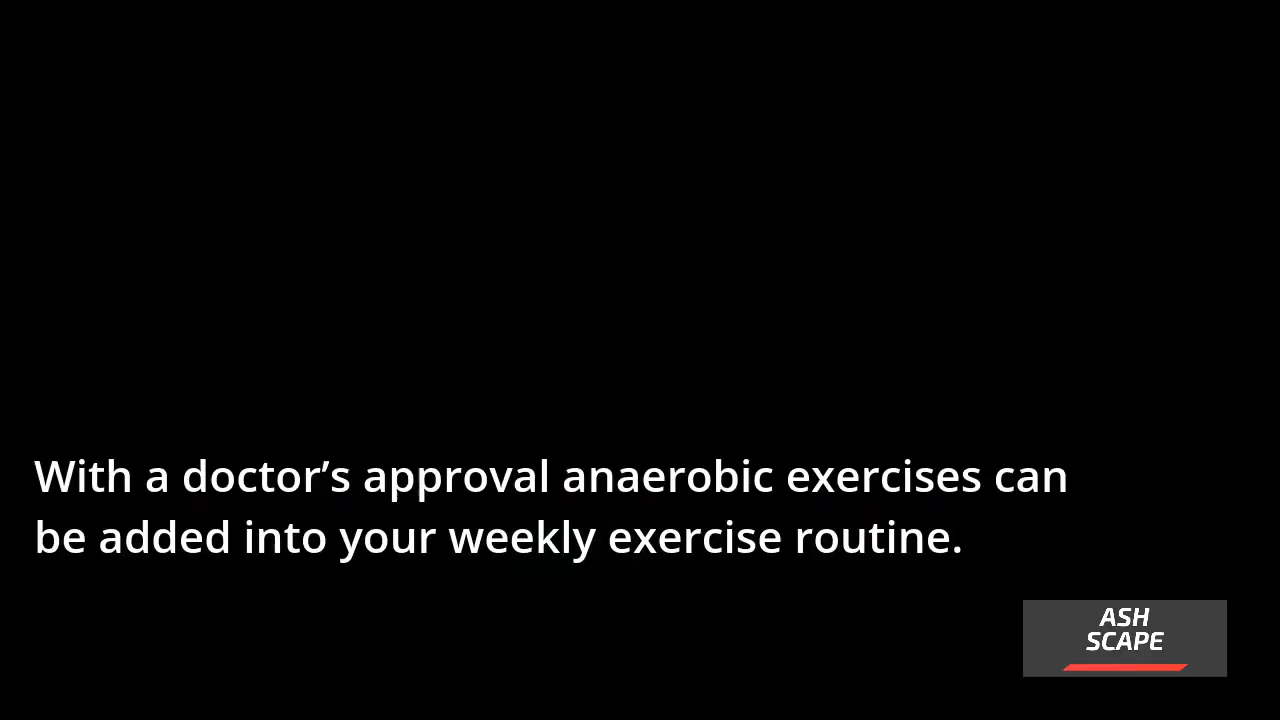 With a doctor’s approval anaerobic exercises can
be added into your weekly exercise routine.
ASH
SCAPE